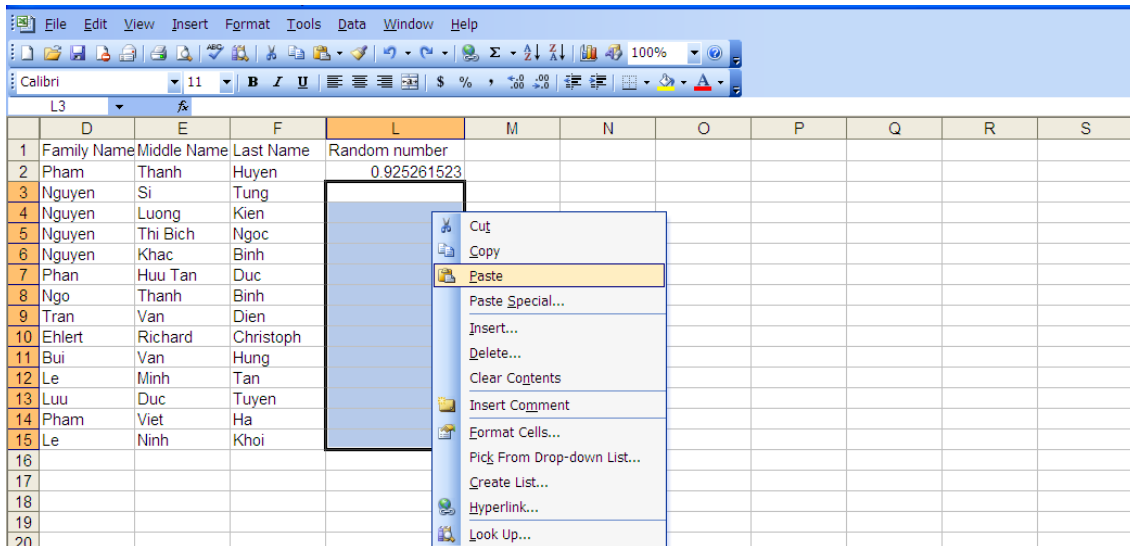 File Edit View Insert Format Tools Data Window Help
100%
Calibri 11 B I U $ % ,
L3 fx
D E F L M N O P Q R S
1 Family Name Middle Name Last Name Random number
2 Pham Thanh Huyen 0.925261523
3 Nguyen Si Tung
4 Nguyen Luong Kien
5 Nguyen Thi Bich Ngoc
6 Nguyen Khac Binh
7 Phan Huu Tan Duc
8 Ngo Thanh Binh
9 Tran Van Dien
10 Ehlert Richard Christoph
11 Bui Van Hung
12 Le Minh Tan
13 Luu Duc Tuyen
14 Pham Viet Ha
15 Le Ninh Khoi
16
17
18
19
20
Cut
Copy
Paste
Paste Special...
Insert...
Delete...
Clear Contents
Insert Comment
Format Cells...
Pick From Drop-down List...
Create List...
Hyperlink...
Look Up...